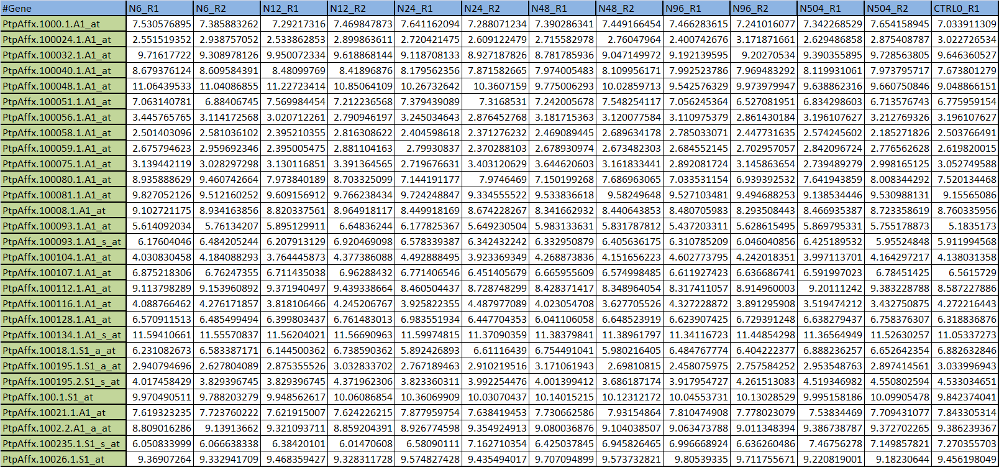 #Gene N6_R1 N6_R2 N12_R1 N12_R2 N24_R1 N24_R2 N48_R1 N48_R2 N96_R1 N96_R2 N504_R1 N504_R2 CTRL0_R1
PtpAffx.1000.1.A1_at 7.530576895 7.385883262 7.29217316 7.469847873 7.641162094 7.288071234 7.390286341 7.449166454 7.466283615 7.241016077 7.342268529 7.654158945 7.033911309
PtpAffx.100024.1.A1_at 2.551519352 2.938757052 2.533862853 2.899863611 2.720421475 2.609122479 2.715582978 2.76047964 2.400742676 3.171871661 2.629486858 2.875408787 3.022726534
PtpAffx.100032.1.A1_at 9.71617722 9.308978126 9.950072334 9.618868144 9.118708133 8.927187826 8.781785936 9.047149972 9.192139595 9.20270534 9.390355895 9.728563805 9.646360527
PtpAffx.100040.1.A1_at 8.679376124 8.609584391 8.48099769 8.41896876 8.179562356 7.871582665 7.974005483 8.109956171 7.992523786 7.969483292 8.119931061 7.973795717 7.673801279
PtpAffx.100048.1.A1_at 11.06439533 11.04086855 11.22723414 10.85064109 10.26732642 10.3607159 9.775006293 10.02859713 9.542576329 9.973979947 9.638862316 9.660750846 9.048866151
PtpAffx.100051.1.A1_at 7.063140781 6.88406745 7.569984454 7.212236568 7.379439089 7.3168531 7.242005678 7.548254117 7.056245364 6.527081951 6.834298603 6.713576743 6.775959154
PtpAffx.100056.1.A1_at 3.445765765 3.114172568 3.020712261 2.790946197 3.245034643 2.876452768 3.181715363 3.120077584 3.110975379 2.861430184 3.196107627 3.212769326 3.196107627
PtpAffx.100058.1.A1_at 2.501403096 2.581036102 2.395210355 2.816308622 2.404598618 2.371276232 2.469089445 2.689634178 2.785033071 2.447731635 2.574245602 2.185271826 2.503766491
PtpAffx.100059.1.A1_at 2.675794623 2.959692346 2.395005475 2.881104163 2.79930837 2.370288103 2.678930974 2.673482303 2.684552145 2.702957057 2.842096724 2.776562628 2.619820015
PtpAffx.100075.1.A1_at 3.139442119 3.028297298 3.130116851 3.391364565 2.719676631 3.403120629 3.644620603 3.161833441 2.892081724 3.145863654 2.739489279 2.998165125 3.052749588
PtpAffx.100080.1.A1_at 8.935888629 9.460742664 7.973840189 8.703325099 7.144191177 7.9746469 7.150199268 7.686963065 7.033531154 6.939392532 7.641943859 8.008344292 7.520134468
PtpAffx.100081.1.A1_at 9.827052126 9.512160252 9.609156912 9.766238434 9.724248847 9.334555522 9.533836618 9.58249648 9.527103481 9.494688253 9.138534446 9.530988131 9.15565086
PtpAffx.10008.1.A1_at 9.102721175 8.934163856 8.820337561 8.964918117 8.449918169 8.674228267 8.341662932 8.440643853 8.480705983 8.293508443 8.466935387 8.723358619 8.760335956
PtpAffx.100093.1.A1_at 5.614092034 5.76134207 5.895129911 6.64836244 6.177825367 5.649230504 5.983133631 5.831787812 5.437203311 5.628615495 5.869795331 5.755178873 5.1835173
PtpAffx.100093.1.A1_s_at 6.17604046 6.484205244 6.207913129 6.920469098 6.578339387 6.342432242 6.332950879 6.405636175 6.310785209 6.046040856 6.425189532 5.95524848 5.911994568
PtpAffx.100104.1.A1_at 4.030830458 4.184088293 3.764445873 4.377386088 4.492888495 3.923369349 4.268873836 4.151656223 4.602773795 4.242018351 3.997113701 4.164297217 4.138031358
PtpAffx.100107.1.A1_at 6.875218306 6.76247355 6.711435038 6.96288432 6.771406546 6.451405679 6.665955609 6.574998485 6.611927423 6.636686741 6.591997023 6.78451425 6.5615729
PtpAffx.100112.1.A1_at 9.113798289 9.153960892 9.371940497 9.439338664 8.460504437 8.728748299 8.428371417 8.348964054 8.317411057 8.914960003 9.20111242 9.383228788 8.587227886
PtpAffx.100116.1.A1_at 4.088766462 4.276171857 3.818106466 4.245206767 3.925822355 4.487977089 4.023054708 3.627705526 4.327228872 3.891295908 3.519474212 3.432750875 4.272216443
PtpAffx.100128.1.A1_at 6.570911513 6.485499494 6.399803437 6.761483013 6.983551934 6.447704353 6.041106058 6.648523919 6.623907425 6.729391248 6.638279437 6.758376307 6.318836876
PtpAffx.100134.1.A1_s_at 11.59410661 11.55570837 11.56204021 11.56690963 11.59974815 11.37090359 11.38379841 11.38961797 11.34116723 11.44854298 11.36564949 11.52630257 11.05337273
PtpAffx.10018.1.S1_a_at 6.231082673 6.583387171 6.144500362 6.738590362 5.892426893 6.61116439 6.754491041 5.980216405 6.484767774 6.404222377 6.888236257 6.652642354 6.882632846
PtpAffx.100195.1.S1_a_at 2.940794696 2.627804089 2.875355526 3.032833702 2.767189463 2.910219516 3.171061943 2.69810815 2.458075975 2.757584252 2.953548763 2.897414561 3.033996943
PtpAffx.100195.2.S1_s_at 4.017458429 3.829396745 3.829396745 4.371962306 3.823360311 3.992254476 4.001399412 3.686187174 3.917954727 4.261513083 4.519346982 4.550802594 4.533034651
PtpAffx.100.1.S1_at 9.970490511 9.788203279 9.948562617 10.06086854 10.36069909 10.03070437 10.14015215 10.12312172 10.04553731 10.13028529 9.995158186 10.09905478 9.842374041
PtpAffx.10021.1.A1_at 7.619323235 7.723760222 7.621915007 7.624226215 7.877959754 7.638419453 7.730662586 7.93154864 7.810474908 7.778023079 7.53834469 7.709431077 7.843305314
PtpAffx.1002.2.A1_a_at 8.809016286 9.13913662 9.321093711 8.859204391 8.926774598 9.354924913 9.080036876 9.104038507 9.063473788 9.011348394 9.386738787 9.372702265 9.386239367
PtpAffx.100235.1.S1_s_at 6.050833999 6.066638338 6.38420101 6.01470608 6.58090111 7.162710354 6.425037845 6.945826465 6.996668924 6.636260486 7.46756278 7.149857821 7.270355703
PtpAffx.10026.1.S1_at 9.36907264 9.332941709 9.468359427 9.328311728 9.574827428 9.435494017 9.707094899 9.573732821 9.80539335 9.711755671 9.220819001 9.18230644 9.456198049